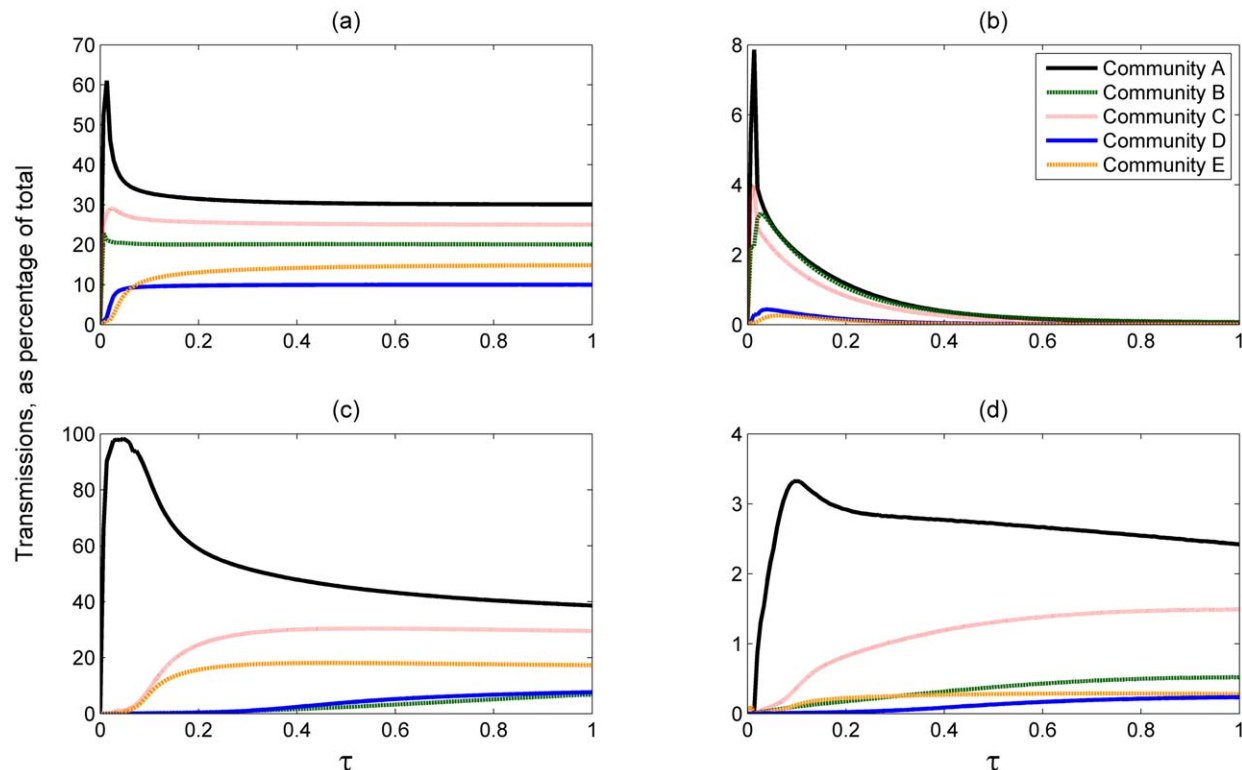 (a)
(b)
70
60
50
40
30
20
10
0
0 0.2 0.4 0.6 0.8 1
8
6
4
2
0
0 0.2 0.4 0.6 0.8 1
Community A
Community B
Community C
Community D
Community E
Transmissions, as percentage of total
(c)
(d)
100
80
60
40
20
0
0 0.2 0.4 0.6 0.8 1
τ
4
3
2
1
0
0 0.2 0.4 0.6 0.8 1
τ